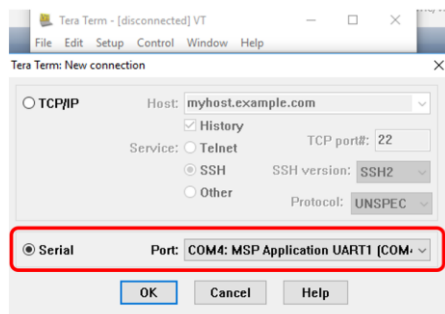 Tera Term - [disconnected] VT
File Edit Setup Control Window Help
Tera Term: New connection
TCP/IP
Host: myhost.example.com
History
Service: Telnet
TCP port#: 22
SSH
SSH version: SSH2
Other
Protocol: UNSPEC
Serial
Port: COM4: MSP Application UART1 (COM
OK Cancel Help